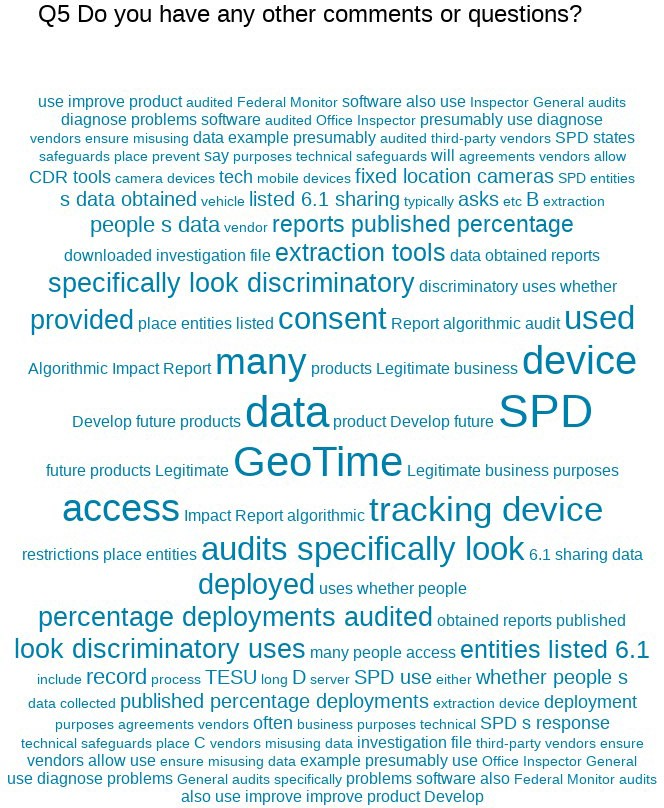 Q5 Do you have any other comments or questions?
use improve product audited Federal Monitor software also use Inspector General audits
diagnose problems software audited Office Inspector presumably use diagnose
vendors ensure misusing data example presumably audited third-party vendors SPD states
safeguards place prevent say purposes technical safeguards will agreements vendors allow
CDR tools camera devices tech mobile devices fixed location cameras SPD entities
s data obtained vehicle listed 6.1 sharing typically asks etc B extraction
people s data vendor reports published percentage
downloaded investigation file extraction tools data obtained reports
specifically look discriminatory discriminatory uses whether
provided place entities listed consent Report algorithmic audit used
Algorithmic Impact Report many products Legitimate business device
Develop future products data product Develop future SPD
future products Legitimate GeoTime Legitimate business purposes
access Impact Report algorithmic tracking device
restrictions place entities audits specifically look 6.1 sharing data
deployed uses whether people
percentage deployments audited obtained reports published
look discriminatory uses many people access entities listed 6.1
include record process TESU long D server SPD use either whether people s
data collected published percentage deployments extraction device deployment
purposes agreements vendors often business purposes technical SPD s response
technical safeguards place C vendors misusing data investigation file third-party vendors ensure
vendors allow use ensure misusing data example presumably use Office Inspector General
use diagnose problems General audits specifically problems software also Federal Monitor audits
also use improve improve product Develop